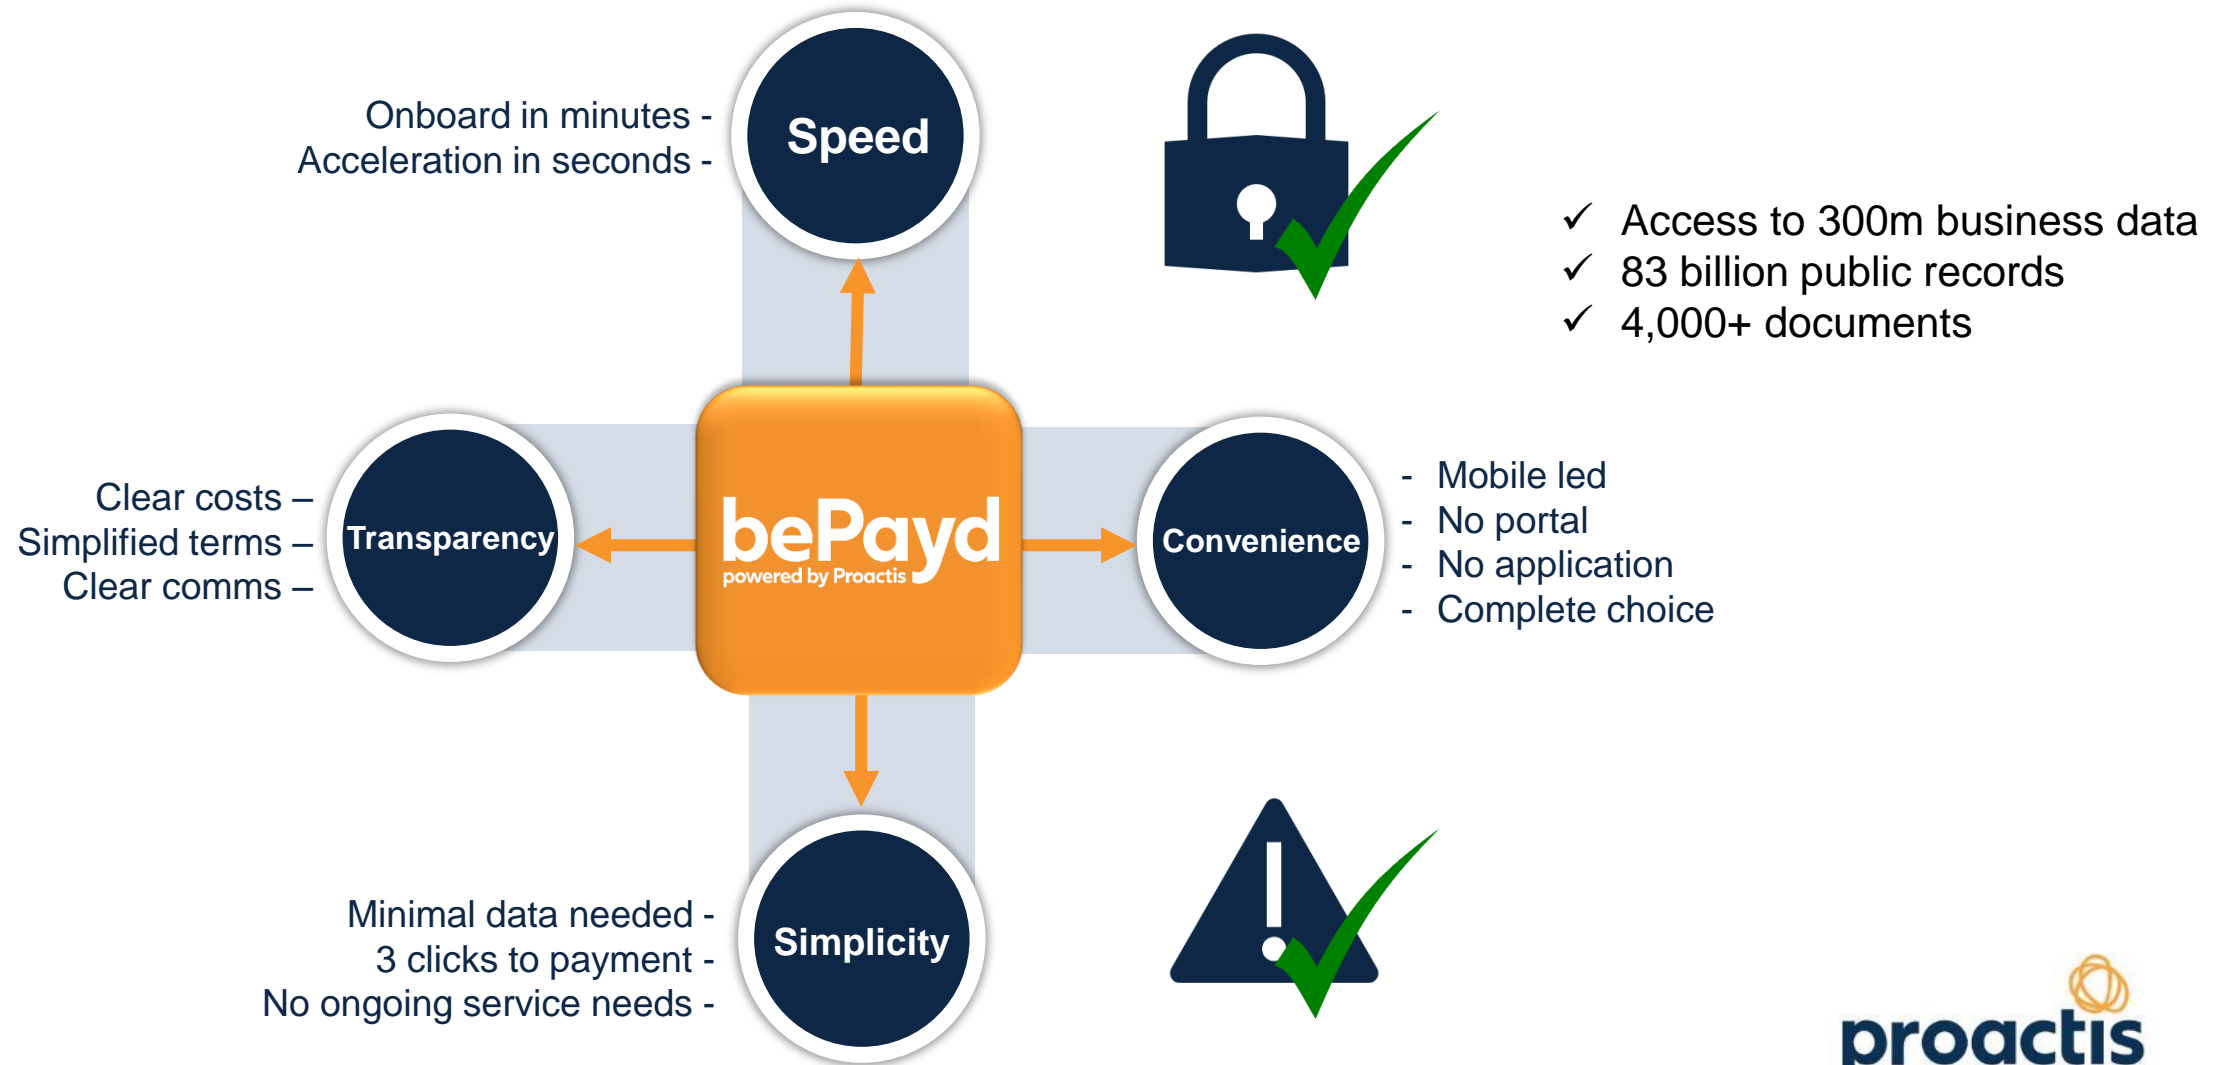 Onboard in minutes -
Acceleration in seconds -
Speed
✓ Access to 300m business data
✓ 83 billion public records
✓ 4,000+ documents
Clear costs –
Simplified terms –
Clear comms –
Transparency
bePayd
powered by Proactis
Convenience
- Mobile led
- No portal
- No application
- Complete choice
Minimal data needed -
3 clicks to payment -
No ongoing service needs -
Simplicity
!
proactis